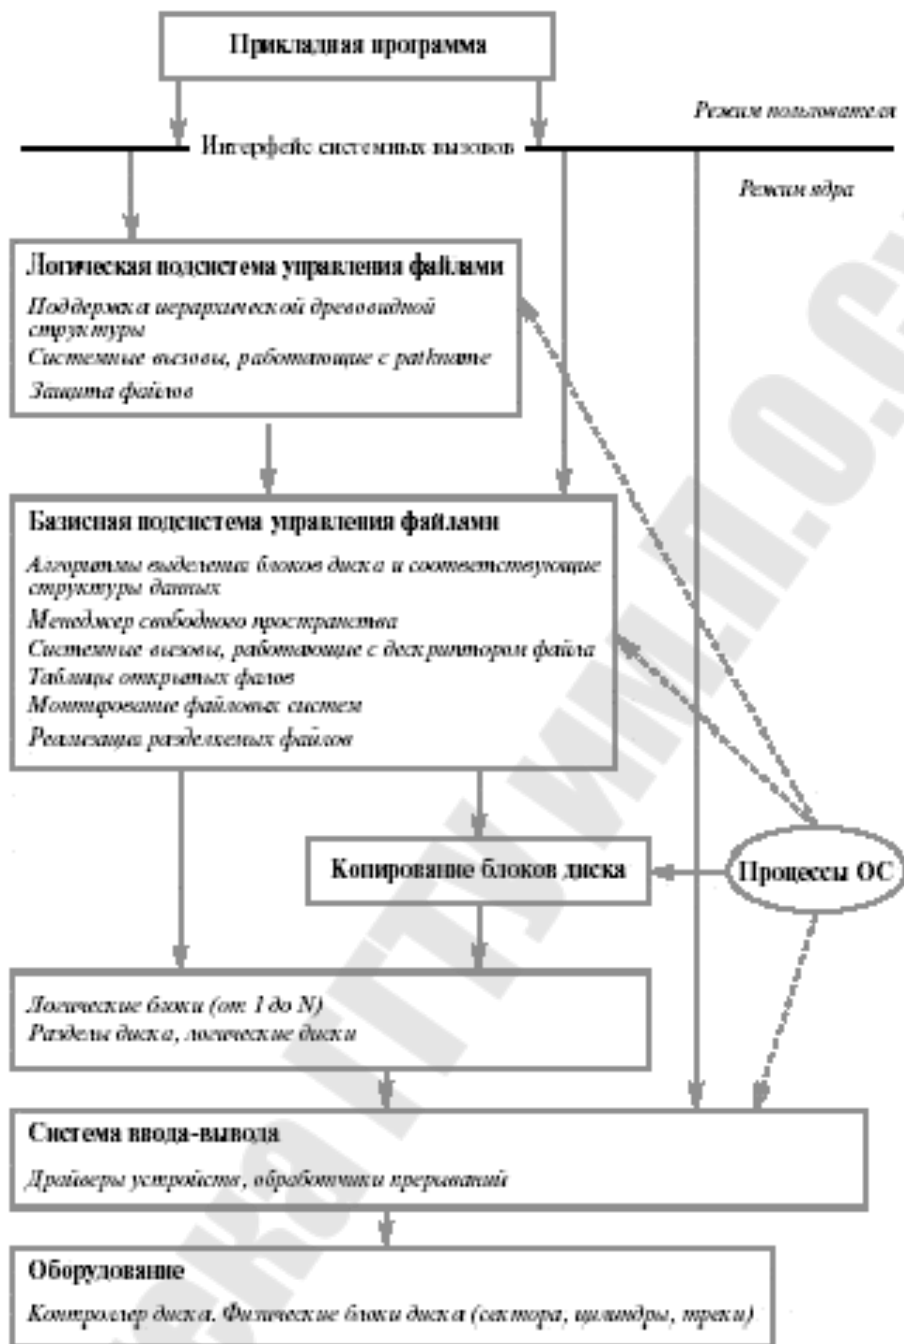 Прикладная программа
Режим пользователя
Интерфейс системных вызовов
Режим ядра
Логическая подсистема управления файлами
Поддержка иерархической древовидной
структуры
Системные вызовы, работающие с pathname
Защита файлов
Базисная подсистема управления файлами
Алгоритмы выделения блоков диска и соответствующие
структуры данных
Менеджер свободного пространства
Системные вызовы, работающие с дескриптором файла
Таблицы открытых фалов
Монтирование файловых систем
Реализация разделяемых файлов
Копирование блоков диска
Процессы ОС
Логические блоки (от 1 до N)
Разделы диска, логические диски
Система ввода-вывода
Драйверы устройств, обработчики прерываний
Оборудование
Контроллер диска. Физические блоки диска (сектора, цилиндры, треки)
ГГТУ ИМ.П.О.